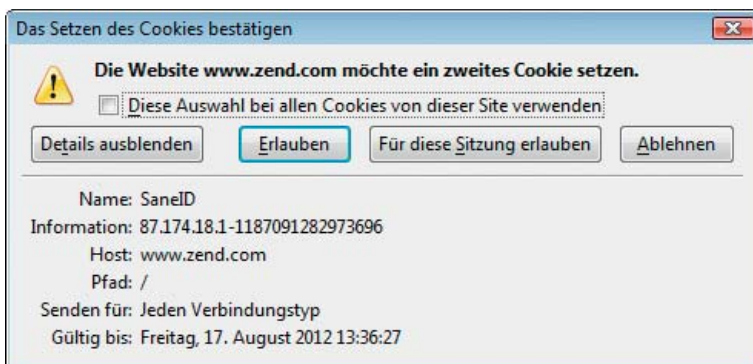 Das Setzen des Cookies bestätigen
Die Website www.zend.com möchte ein zweites Cookie setzen.
Diese Auswahl bei allen Cookies von dieser Site verwenden
Details ausblenden Erlauben Für diese Sitzung erlauben Ablehnen
Name: SaneID
Information: 87.174.18.1-1187091282973696
Host: www.zend.com
Pfad: /
Senden für: Jeden Verbindungstyp
Gültig bis: Freitag, 17. August 2012 13:36:27